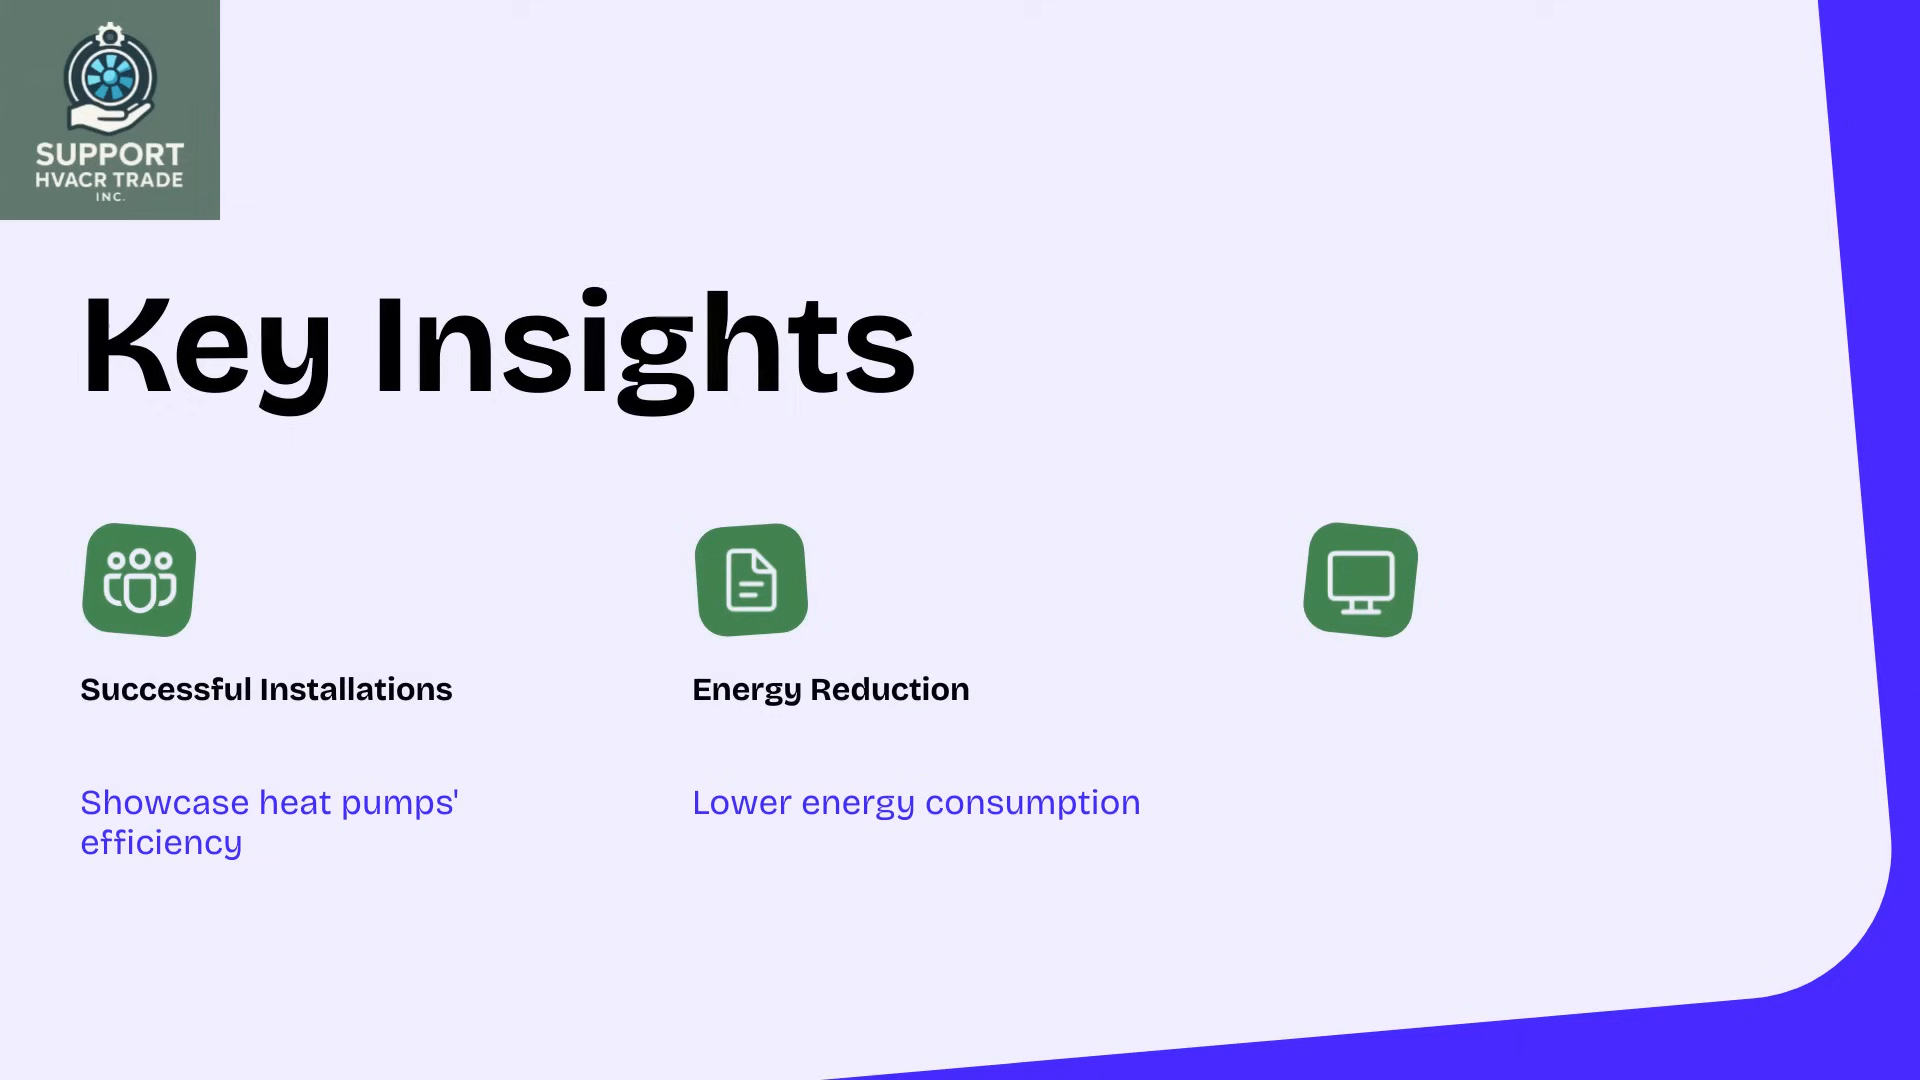 SUPPORT
HVACR TRADE
INC.
Key Insights
Successful Installations
Energy Reduction
Showcase heat pumps'
efficiency
Lower energy consumption